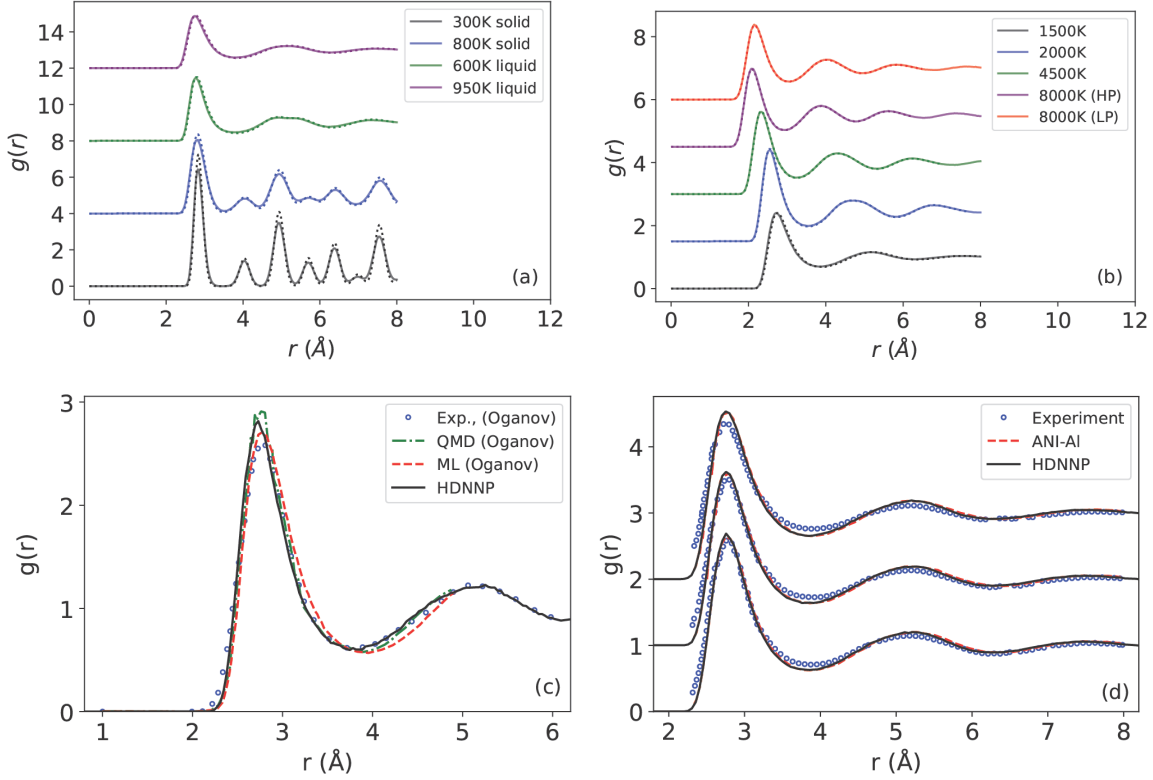 14
12
10
8
6
4
2
0
g(r)
300K solid
800K solid
600K liquid
950K liquid
(a)
0 2 4 6 8 10 12
r (Å)
8
6
4
2
0
g(r)
1500K
2000K
4500K
8000K (HP)
8000K (LP)
(b)
0 2 4 6 8 10 12
r (Å)
3
2
1
0
g(r)
Exp., (Oganov)
QMD (Oganov)
ML (Oganov)
HDNNP
(c)
1 2 3 4 5 6
r (Å)
4
3
2
1
0
g(r)
Experiment
ANI-Al
HDNNP
(d)
2 3 4 5 6 7 8
r (Å)